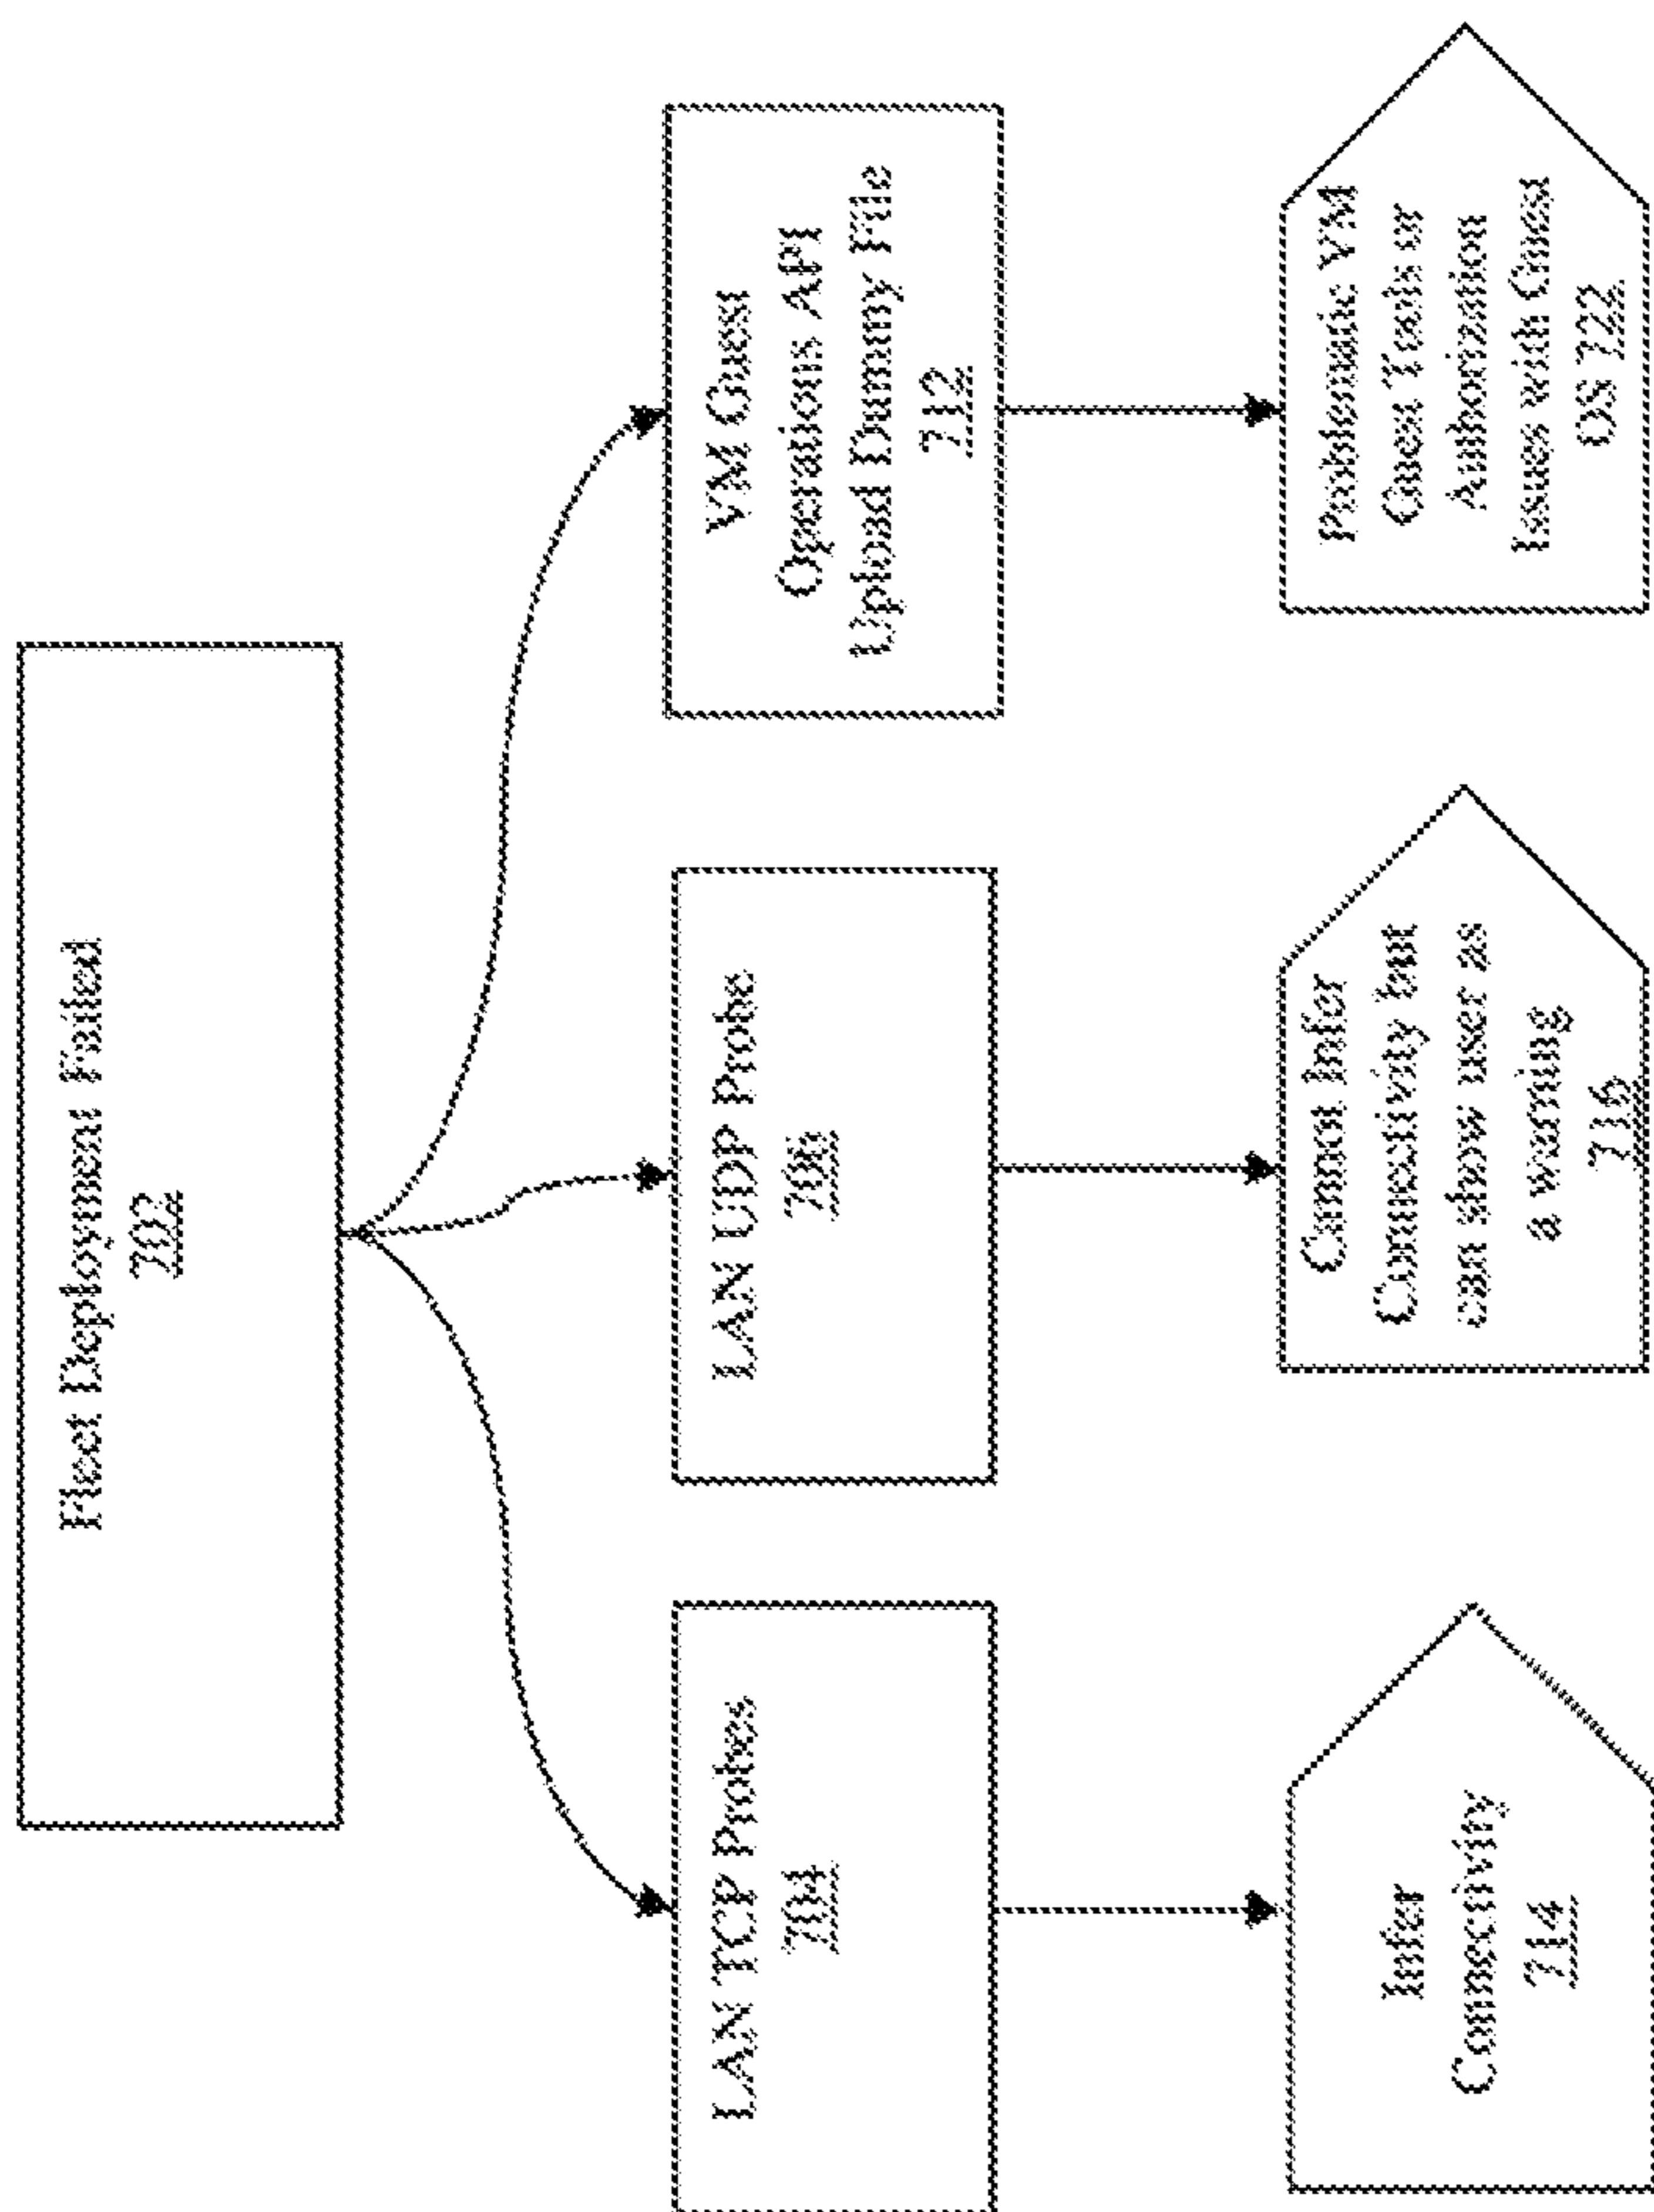 Fleet Deployment Failed
702
LAN TCP Probes
704
LAN UDP Probe
706
VM Guest
Operations API
Upload Dummy File
712
Infer
Connectivity
714
Cannot Infer
Connectivity but
can show user as
a warning
716
Problematic VM
Guest Tools or
Authorization
Issues with Guest
OS 722